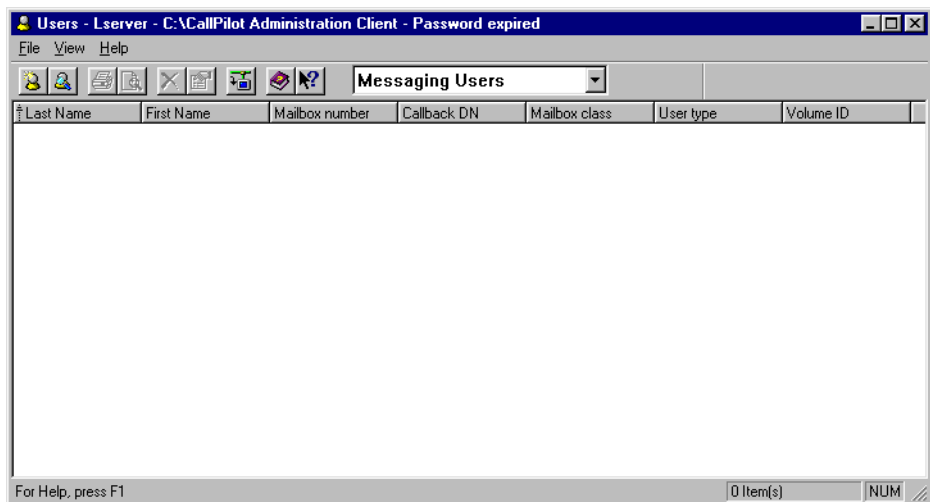 Users - Lserver - C:\CallPilot Administration Client - Password expired
File View Help
Messaging Users
Last Name First Name Mailbox number Callback DN Mailbox class User type Volume ID
For Help, press F1 0 Item(s) NUM